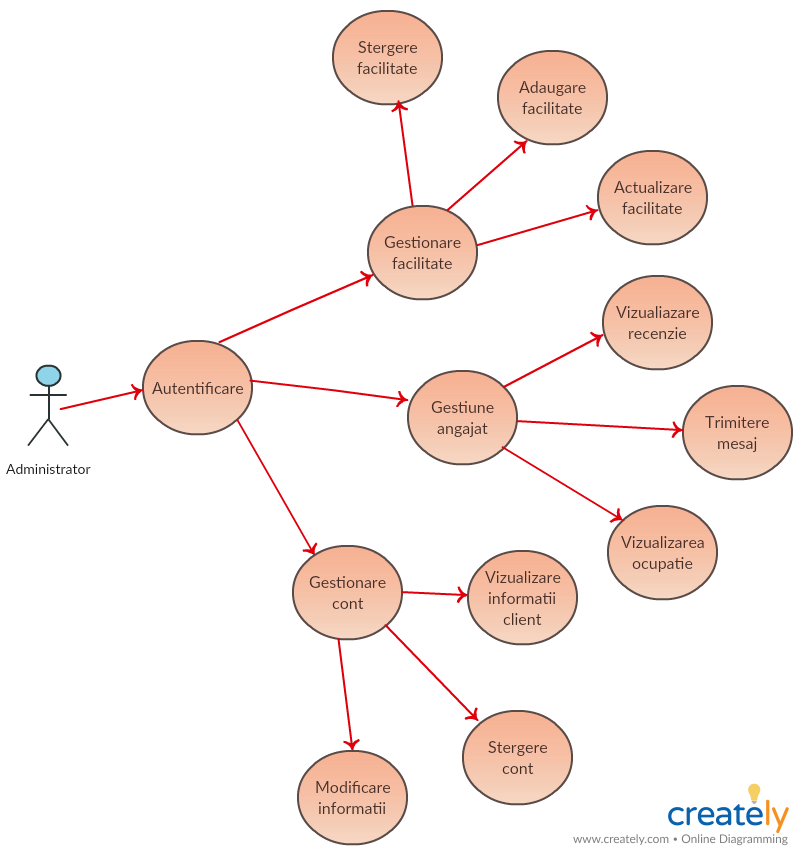 Stergere
facilitate
Adaugare
facilitate
Actualizare
facilitate
Gestionare
facilitate
Vizualiazare
recenzie
Autentificare
Gestiune
angajat
Trimitere
mesaj
Administrator
Vizualizarea
ocupatie
Gestionare
cont
Vizualizare
informatii
client
Stergere
cont
Modificare
informatii
creately
www.creately.com • Online Diagramming